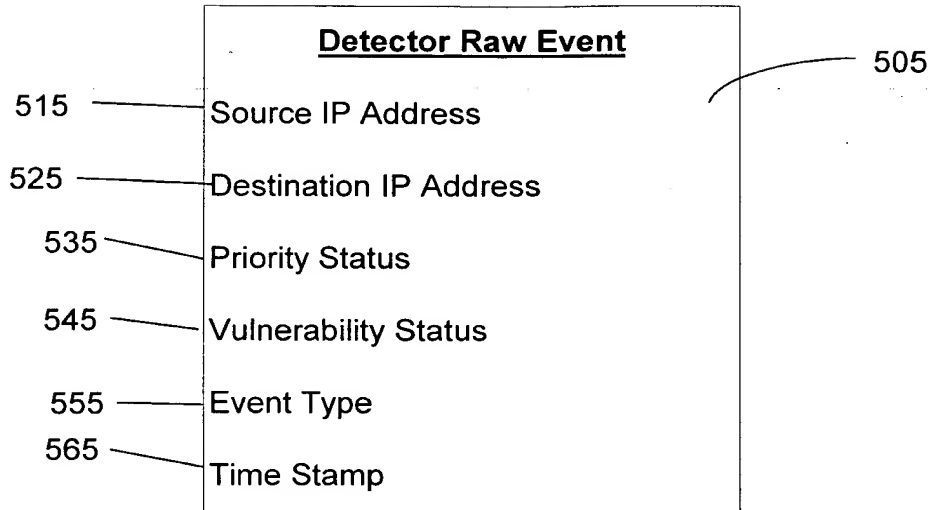 Detector Raw Event
505
515 Source IP Address
525 Destination IP Address
535 Priority Status
545 Vulnerability Status
555 Event Type
565 Time Stamp